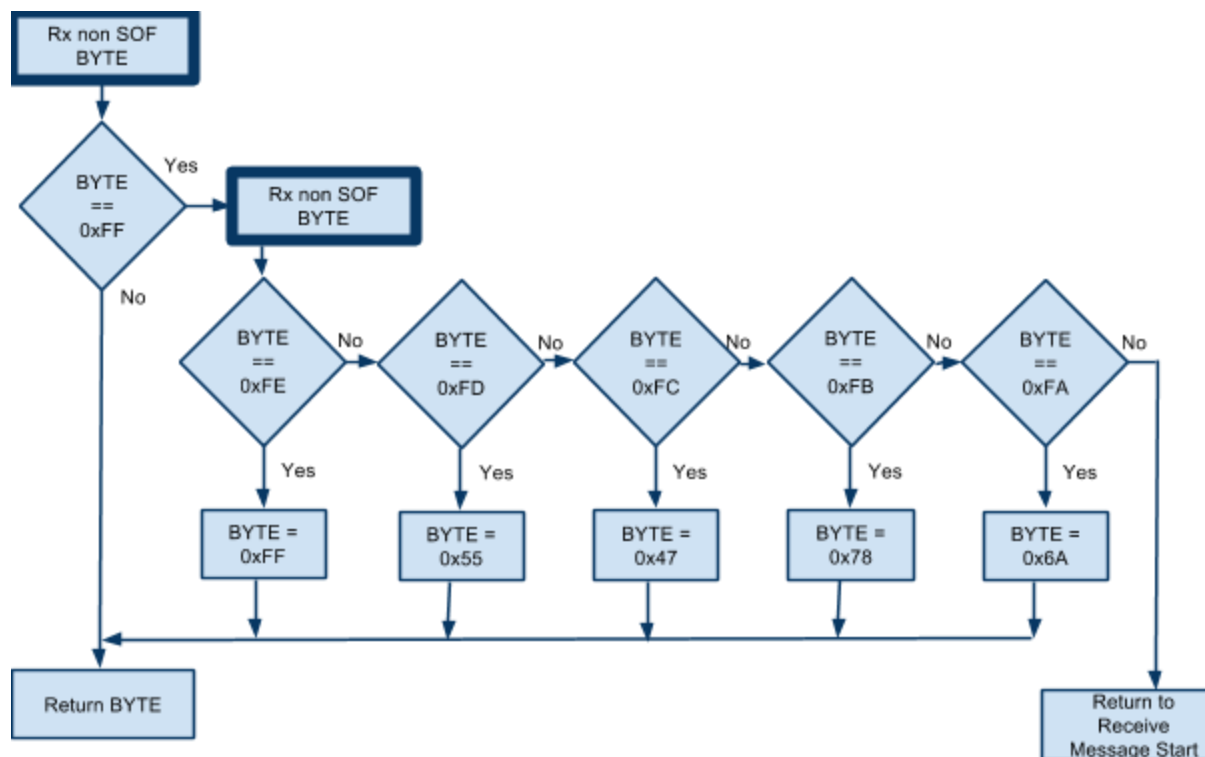 Rx non SOF
BYTE
Yes
BYTE
==
0xFF
Rx non SOF
BYTE
No
BYTE
==
0xFE
No
BYTE
==
0xFD
No
BYTE
==
0xFC
No
BYTE
==
0xFB
No
BYTE
==
0xFA
No
Yes
Yes
Yes
Yes
Yes
BYTE =
0xFF
BYTE =
0x55
BYTE =
0x47
BYTE =
0x78
BYTE =
0x6A
Return BYTE
Return to
Receive
Message Start